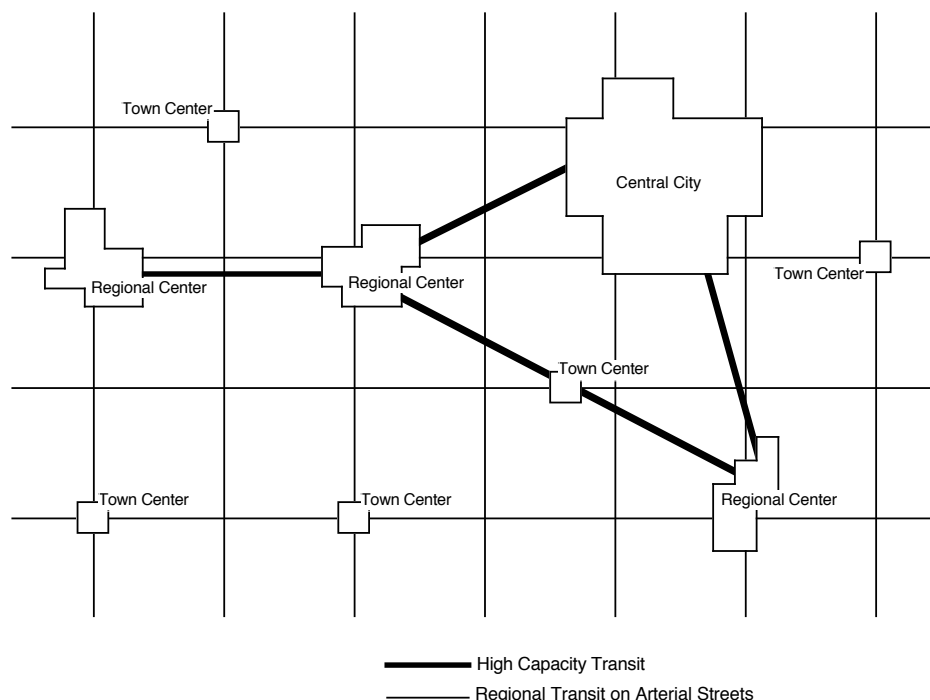 Town Center
Central City
Town Center
Regional Center
Regional Center
Town Center
Town Center
Town Center
Regional Center
High Capacity Transit
Regional Transit on Arterial Streets